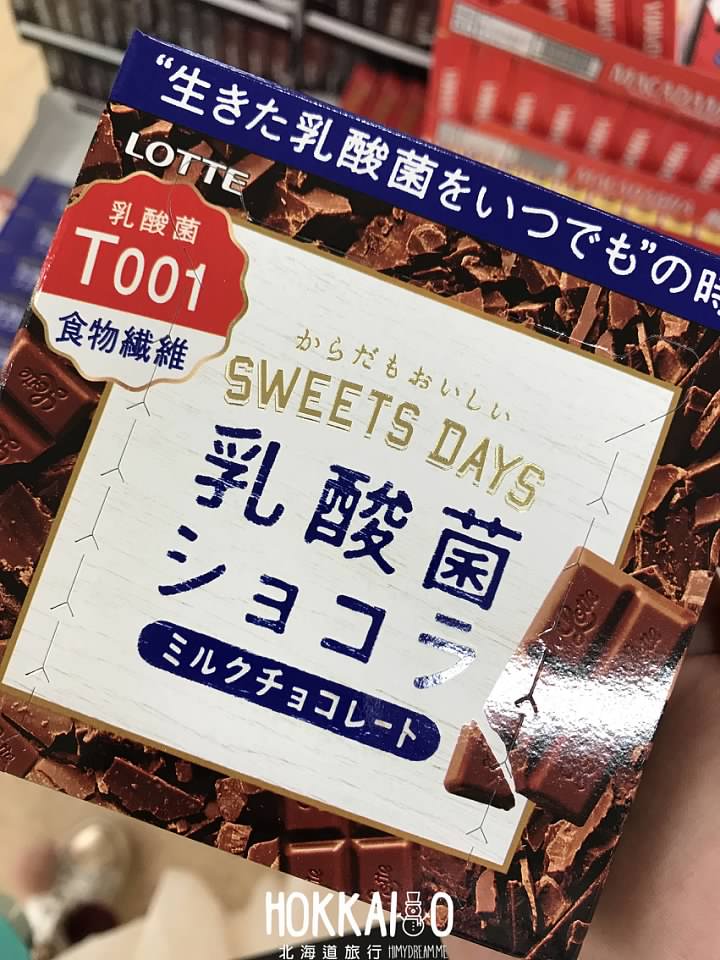 "生きた乳酸菌をいつでも"の時
LOTTE
乳酸菌
T001
食物繊維
からだもおいしい
SWEETS DAYS
乳酸菌
ショコラ
ミルクチョコレート
HOKKAIDO
北海道旅行 HIMYDREAM.ME